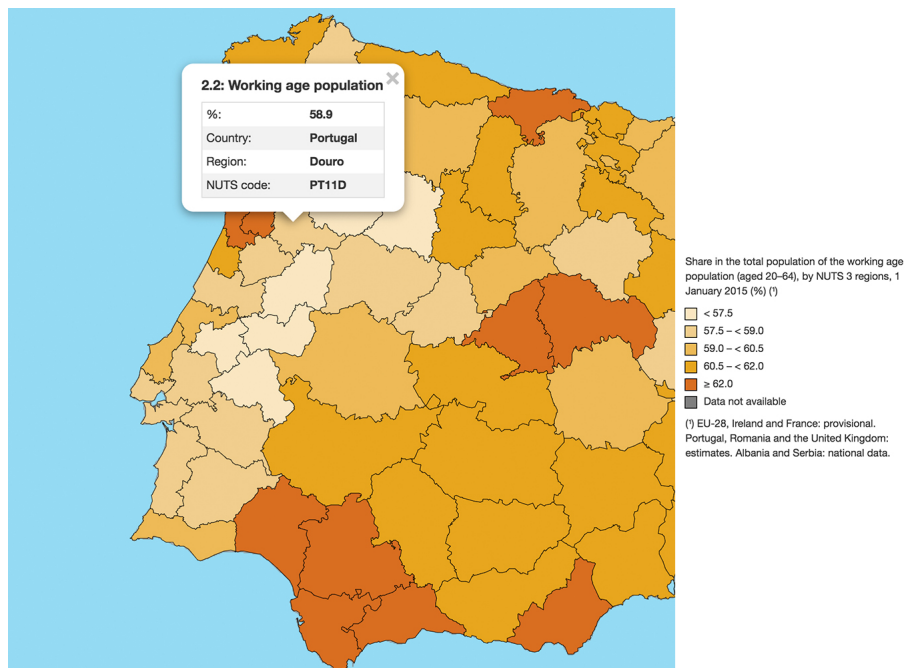 2.2: Working age population ×
%: 58.9
Country: Portugal
Region: Douro
NUTS code: PT11D
Share in the total population of the working age
population (aged 20–64), by NUTS 3 regions, 1
January 2015 (%) (¹)
< 57.5
57.5 – < 59.0
59.0 – < 60.5
60.5 – < 62.0
≥ 62.0
Data not available
(¹) EU-28, Ireland and France: provisional.
Portugal, Romania and the United Kingdom:
estimates. Albania and Serbia: national data.